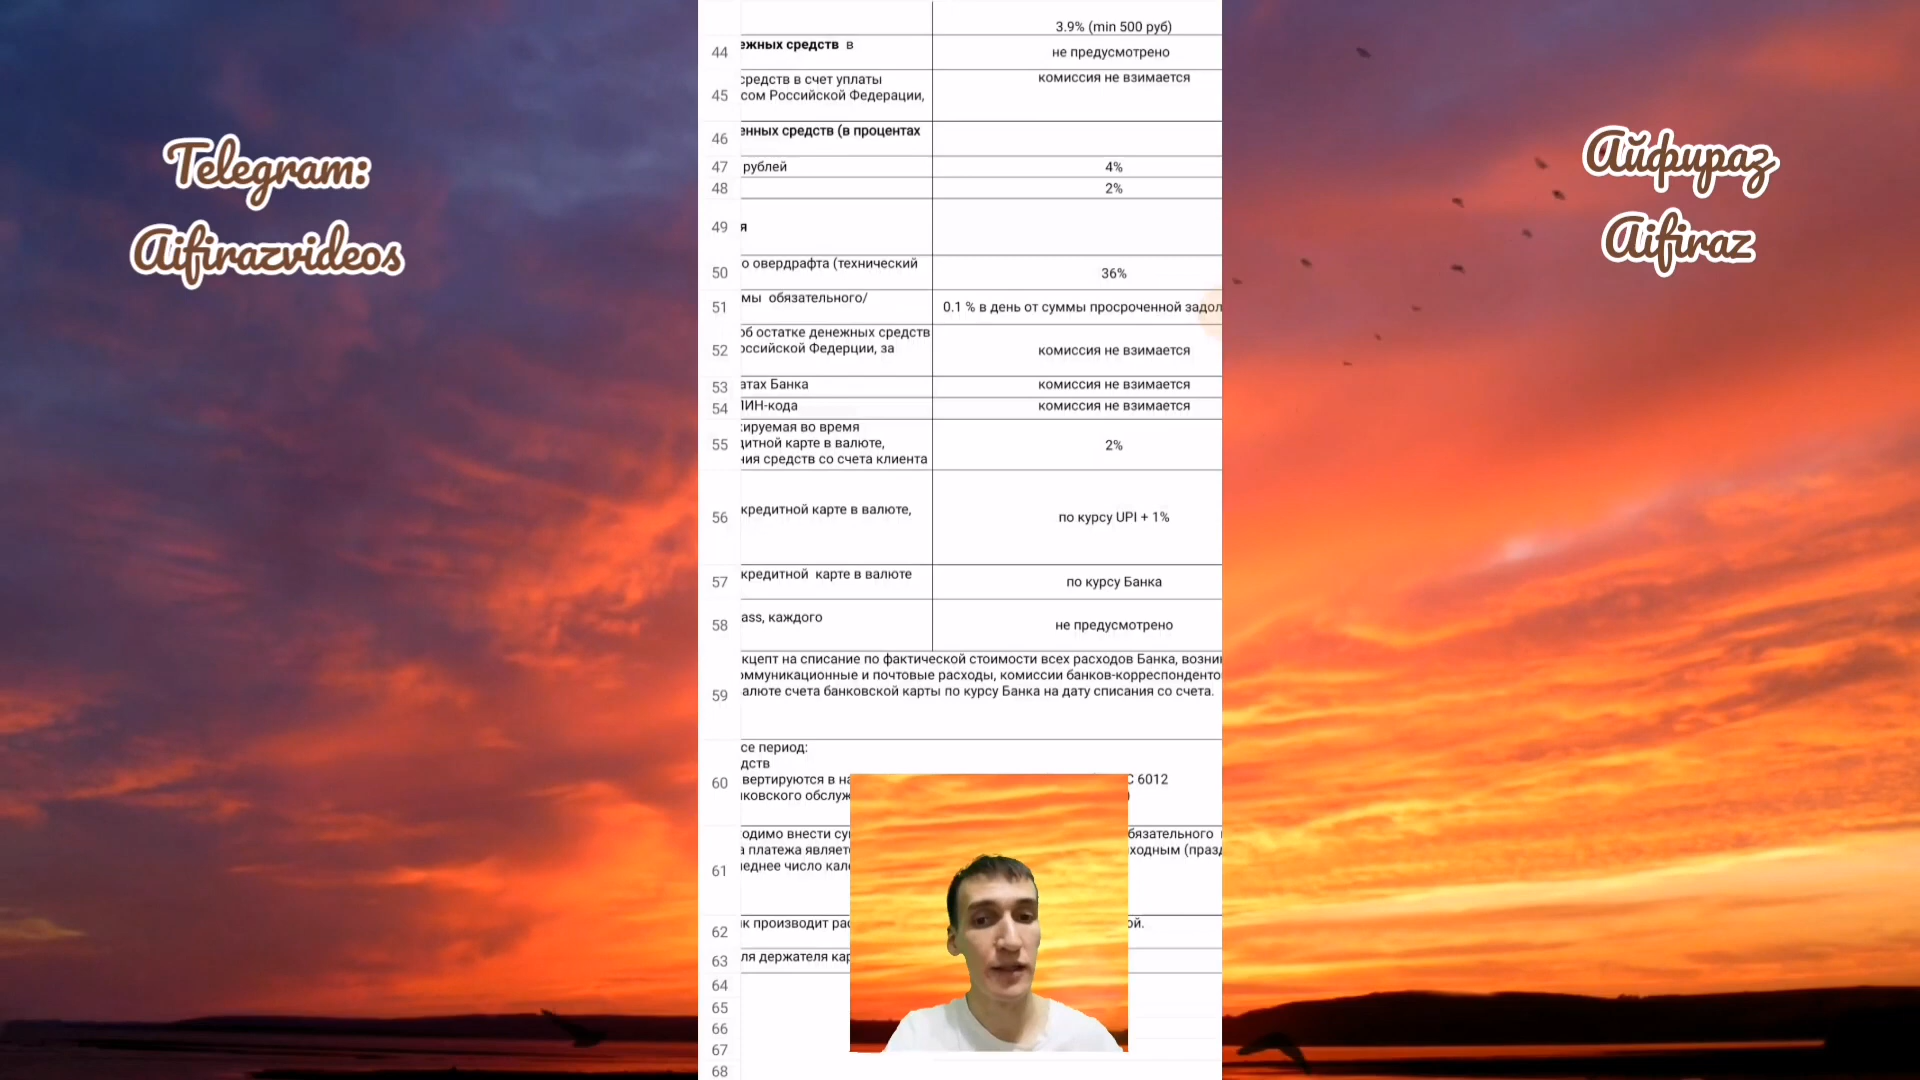 Telegram:
Aifirazvideos
Айфираз
Aifiraz
3.9% (min 500 руб)
44 ежных средств в не предусмотрено
45 средств в счет уплаты комиссия не взимается
сом Российской Федерации,
46 енных средств (в процентах
47 рублей 4%
48 2%
49 я
50 о овердрафта (технический 36%
51 мы обязательного/ 0.1 % в день от суммы просроченной задол
52 об остатке денежных средств комиссия не взимается
оссийской Федерции, за
53 атах Банка комиссия не взимается
54 ПИН-кода комиссия не взимается
55 кируемая во время 2%
дитной карте в валюте,
ния средств со счета клиента
56 кредитной карте в валюте, по курсу UPI + 1%
57 кредитной карте в валюте по курсу Банка
58 ass, каждого не предусмотрено
59 кцепт на списание по фактической стоимости всех расходов Банка, возни
оммуникационные и почтовые расходы, комиссии банков-корреспонденто
алюте счета банковской карты по курсу Банка на дату списания со счета.
60 се период:
дств
вертируются в на С 6012
ковского обслуж )
61 одимо внести су бязательного
а платежа являет ходным (празд
еднее число кале
62 к производит рас ой.
63 ля держателя кар
64
65
66
67
68